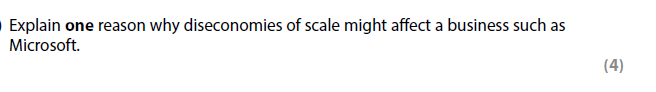 Explain one reason why diseconomies of scale might affect a business such as
Microsoft.
(4)